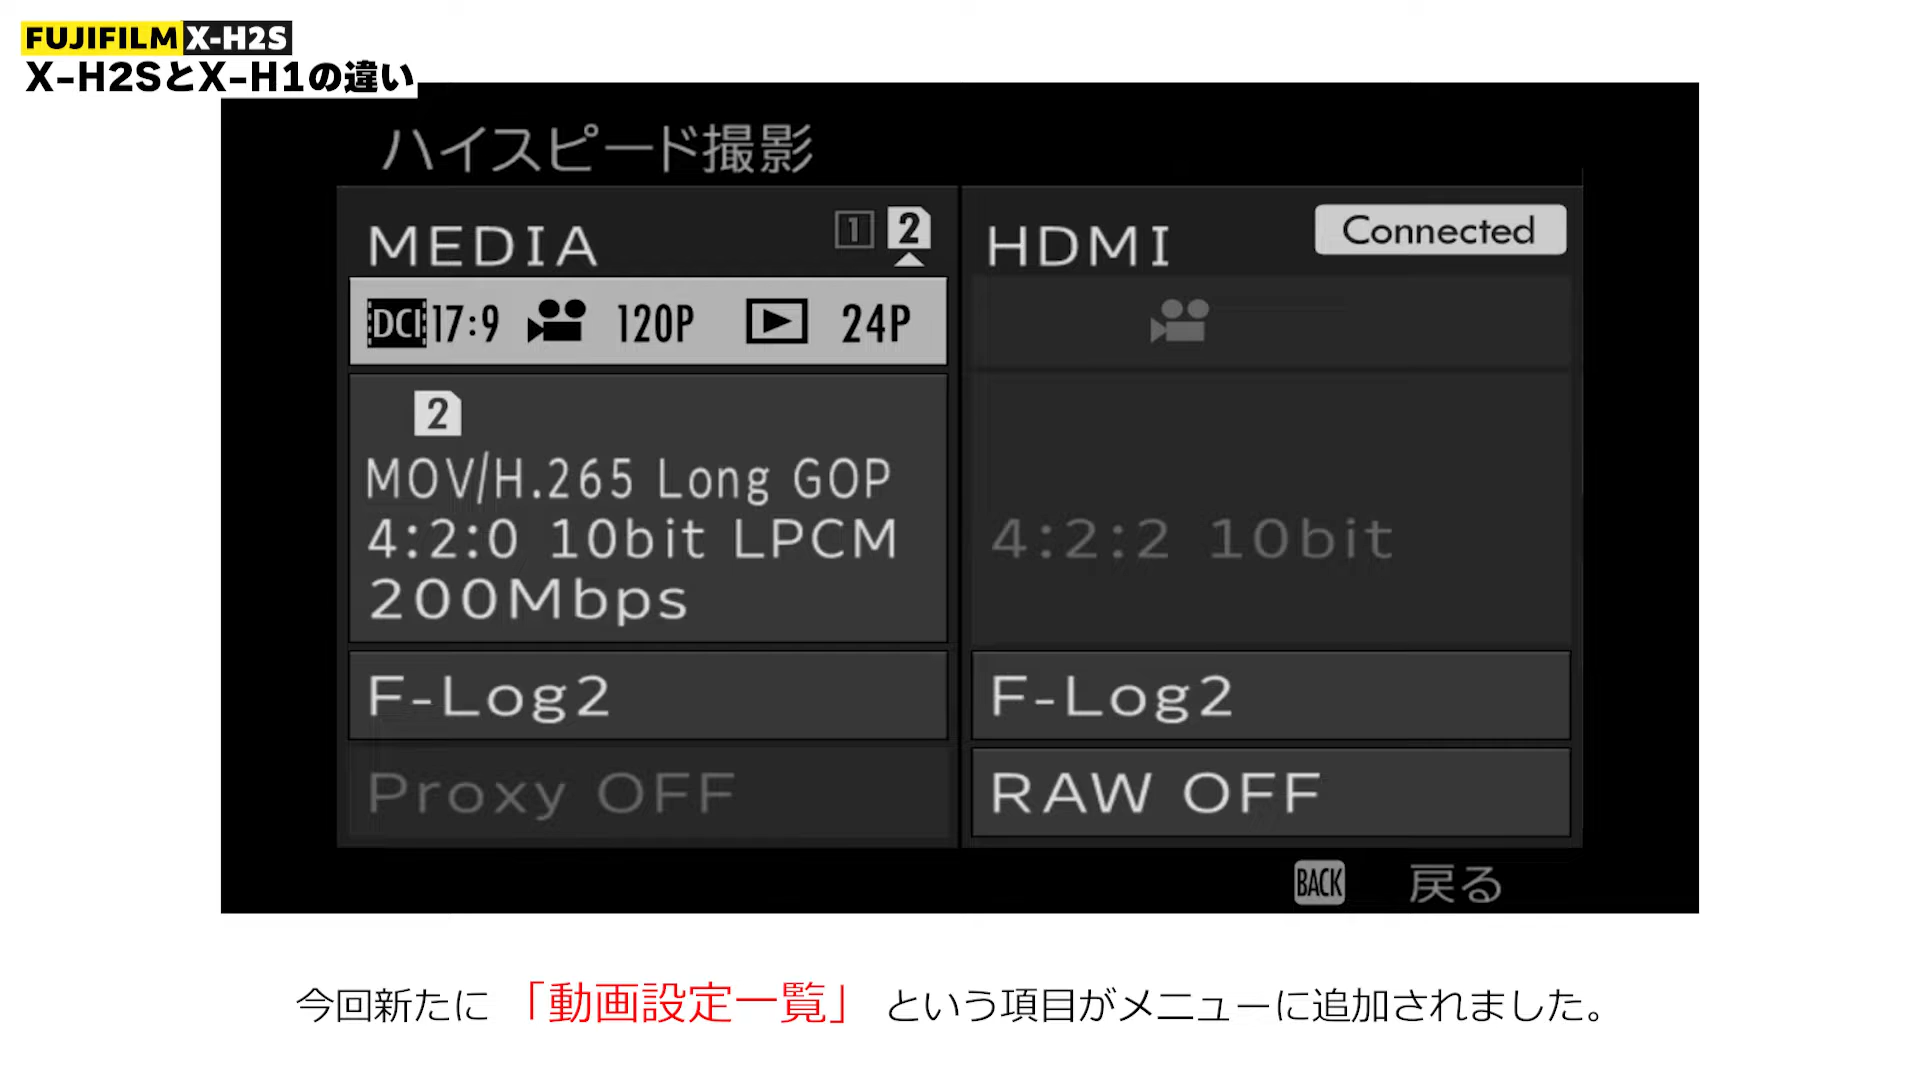 FUJIFILM X-H2S
X-H2SとX-H1の違い
ハイスピード撮影
MEDIA 1 2
DCI 17:9 120P 24P
2
MOV/H.265 Long GOP
4:2:0 10bit LPCM
200Mbps
F-Log2
Proxy OFF
HDMI Connected
4:2:2 10bit
F-Log2
RAW OFF
BACK 戻る
今回新たに「動画設定一覧」という項目がメニューに追加されました。